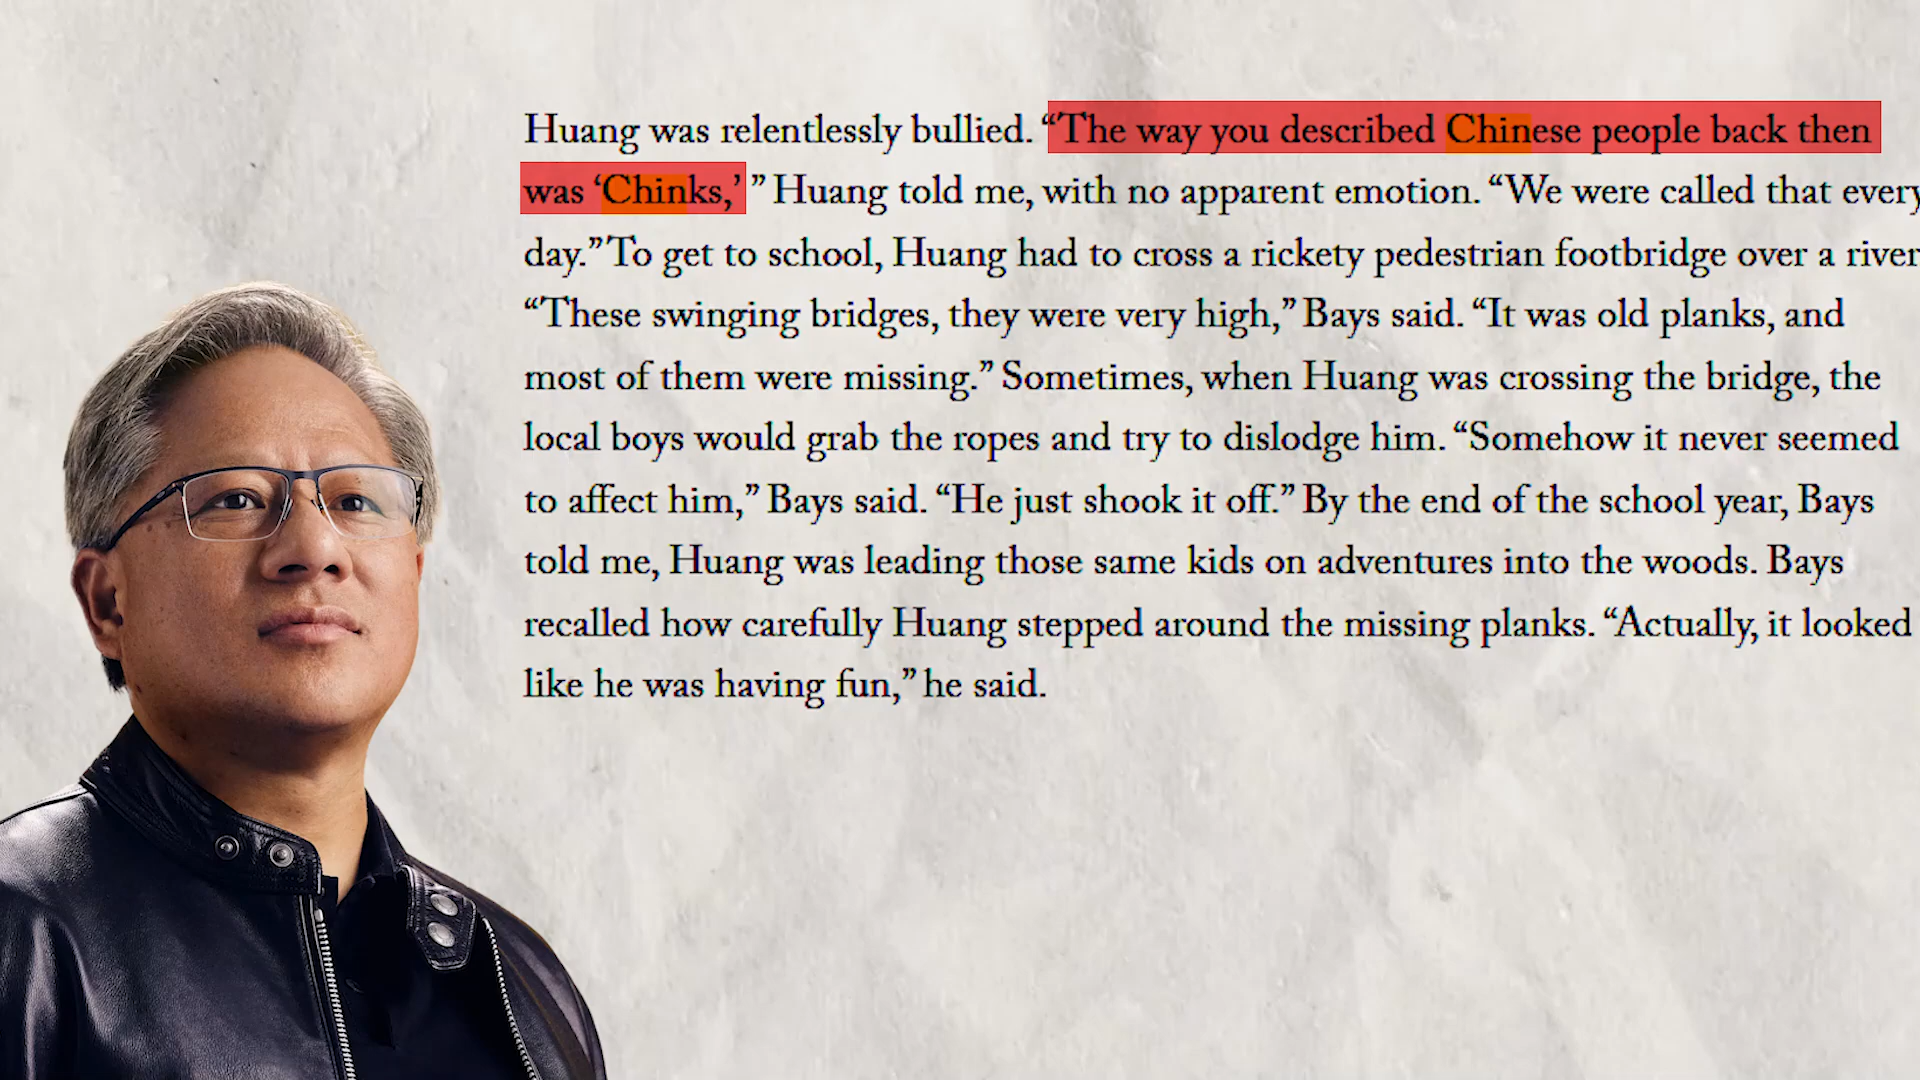 Huang was relentlessly bullied. “The way you described Chinese people back then
was ‘Chinks,’ ” Huang told me, with no apparent emotion. “We were called that every
day.” To get to school, Huang had to cross a rickety pedestrian footbridge over a river
“These swinging bridges, they were very high,” Bays said. “It was old planks, and
most of them were missing.” Sometimes, when Huang was crossing the bridge, the
local boys would grab the ropes and try to dislodge him. “Somehow it never seemed
to affect him,” Bays said. “He just shook it off.” By the end of the school year, Bays
told me, Huang was leading those same kids on adventures into the woods. Bays
recalled how carefully Huang stepped around the missing planks. “Actually, it looked
like he was having fun,” he said.